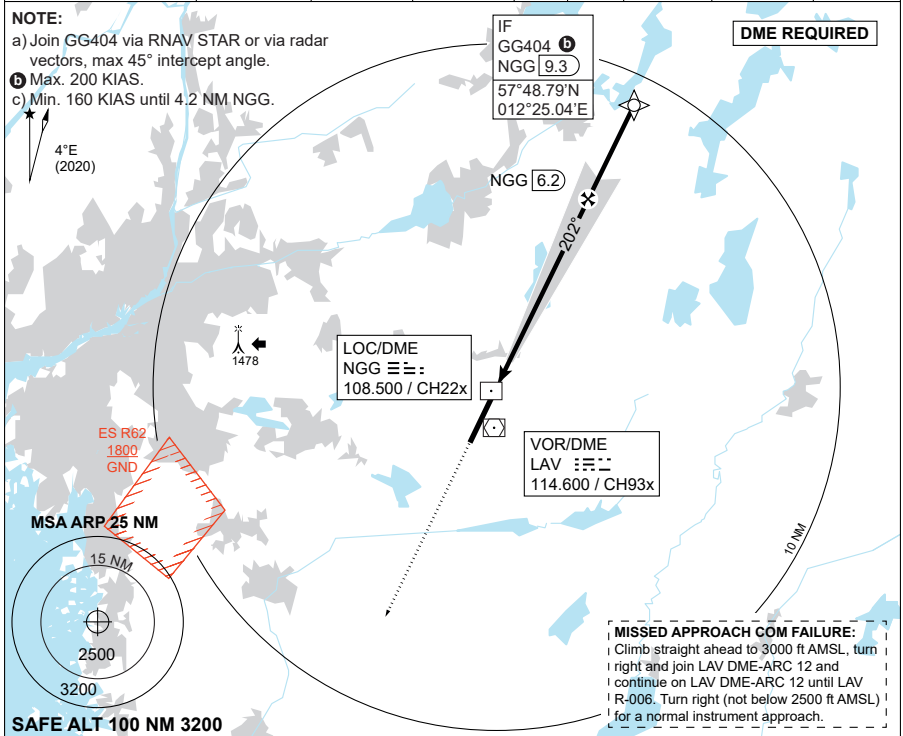 NOTE:
a) Join GG404 via RNAV STAR or via radar
vectors, max 45° intercept angle.
b Max. 200 KIAS.
c) Min. 160 KIAS until 4.2 NM NGG.
4°E
(2020)
IF
GG404 b
NGG 9.3
57°48.79'N
012°25.04'E
DME REQUIRED
NGG 6.2
202°
1478
LOC/DME
NGG
108.500 / CH22x
ES R62
1800
GND
VOR/DME
LAV
114.600 / CH93x
MSA ARP 25 NM
15 NM
2500
3200
SAFE ALT 100 NM 3200
10 NM
MISSED APPROACH COM FAILURE:
Climb straight ahead to 3000 ft AMSL, turn
right and join LAV DME-ARC 12 and
continue on LAV DME-ARC 12 until LAV
R-006. Turn right (not below 2500 ft AMSL)
for a normal instrument approach.